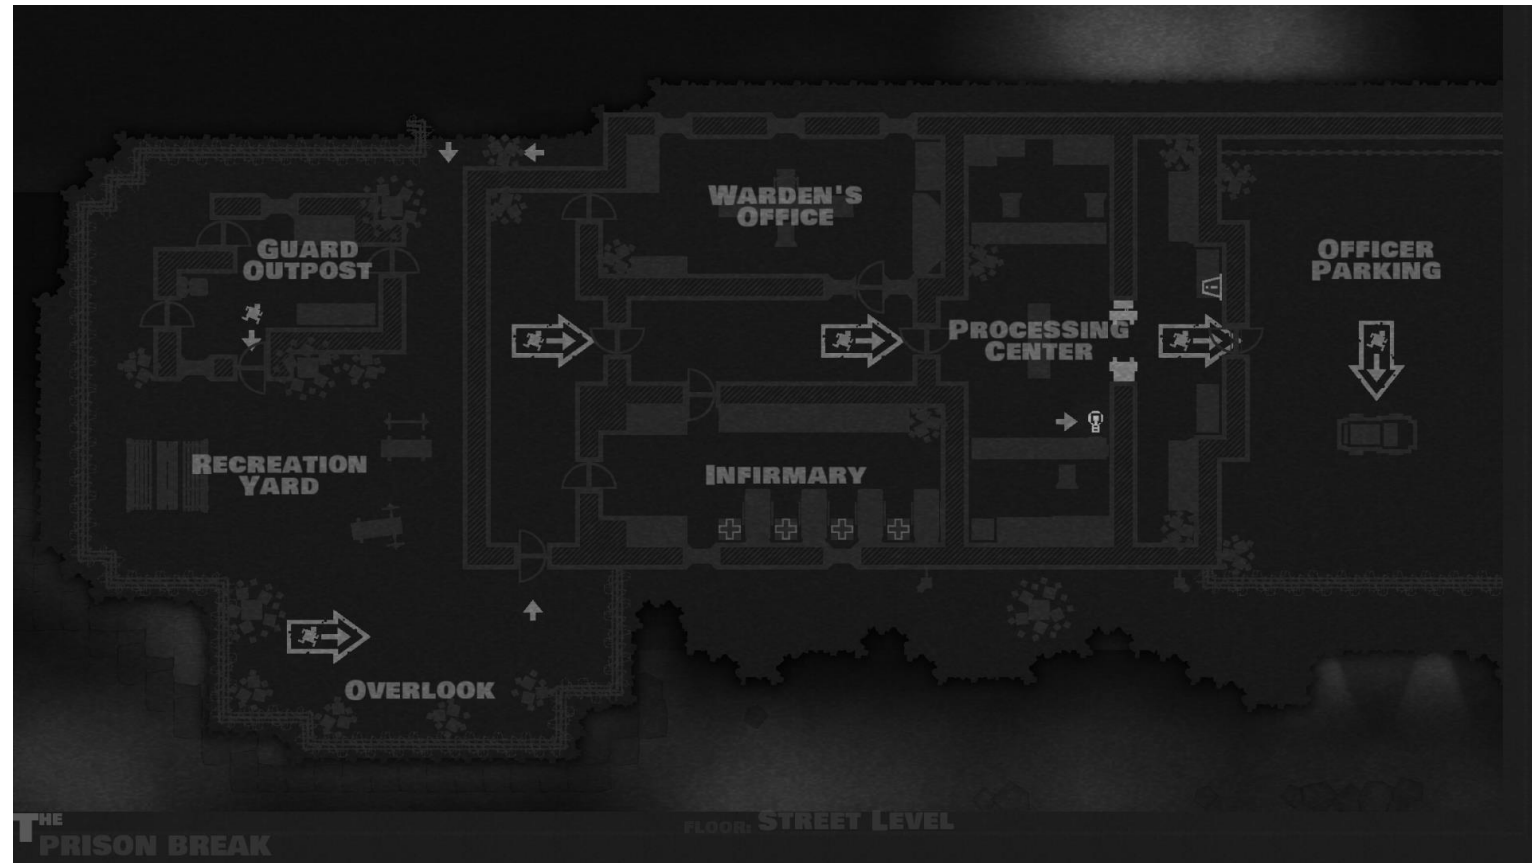 WARDEN'S
OFFICE
GUARD
OUTPOST
OFFICER
PARKING
PROCESSING
CENTER
RECREATION
YARD
INFIRMARY
OVERLOOK
THE
PRISON BREAK
FLOOR: STREET LEVEL